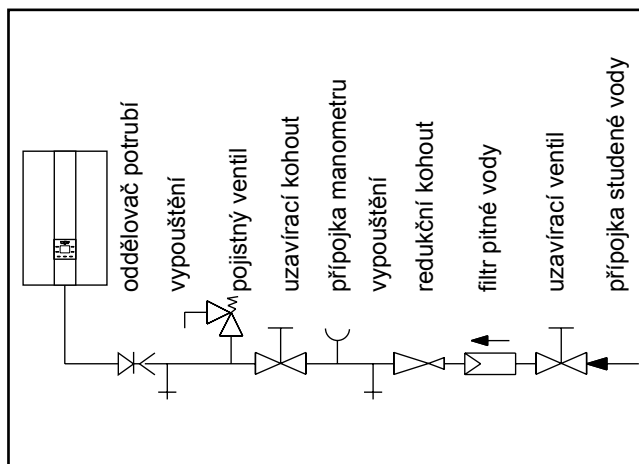 oddělovač potrubí
vypouštění
pojistný ventil
uzavírací kohout
přípojka manometru
vypouštění
redukční kohout
filtr pitné vody
uzavírací ventil
přípojka studené vody